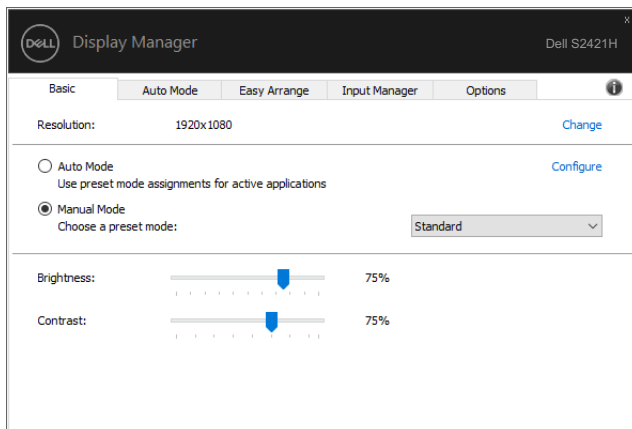 x
DELL Display Manager Dell S2421H
Basic Auto Mode Easy Arrange Input Manager Options i
Resolution: 1920x1080 Change
Auto Mode Configure
Use preset mode assignments for active applications
Manual Mode
Choose a preset mode: Standard
Brightness: 75%
Contrast: 75%